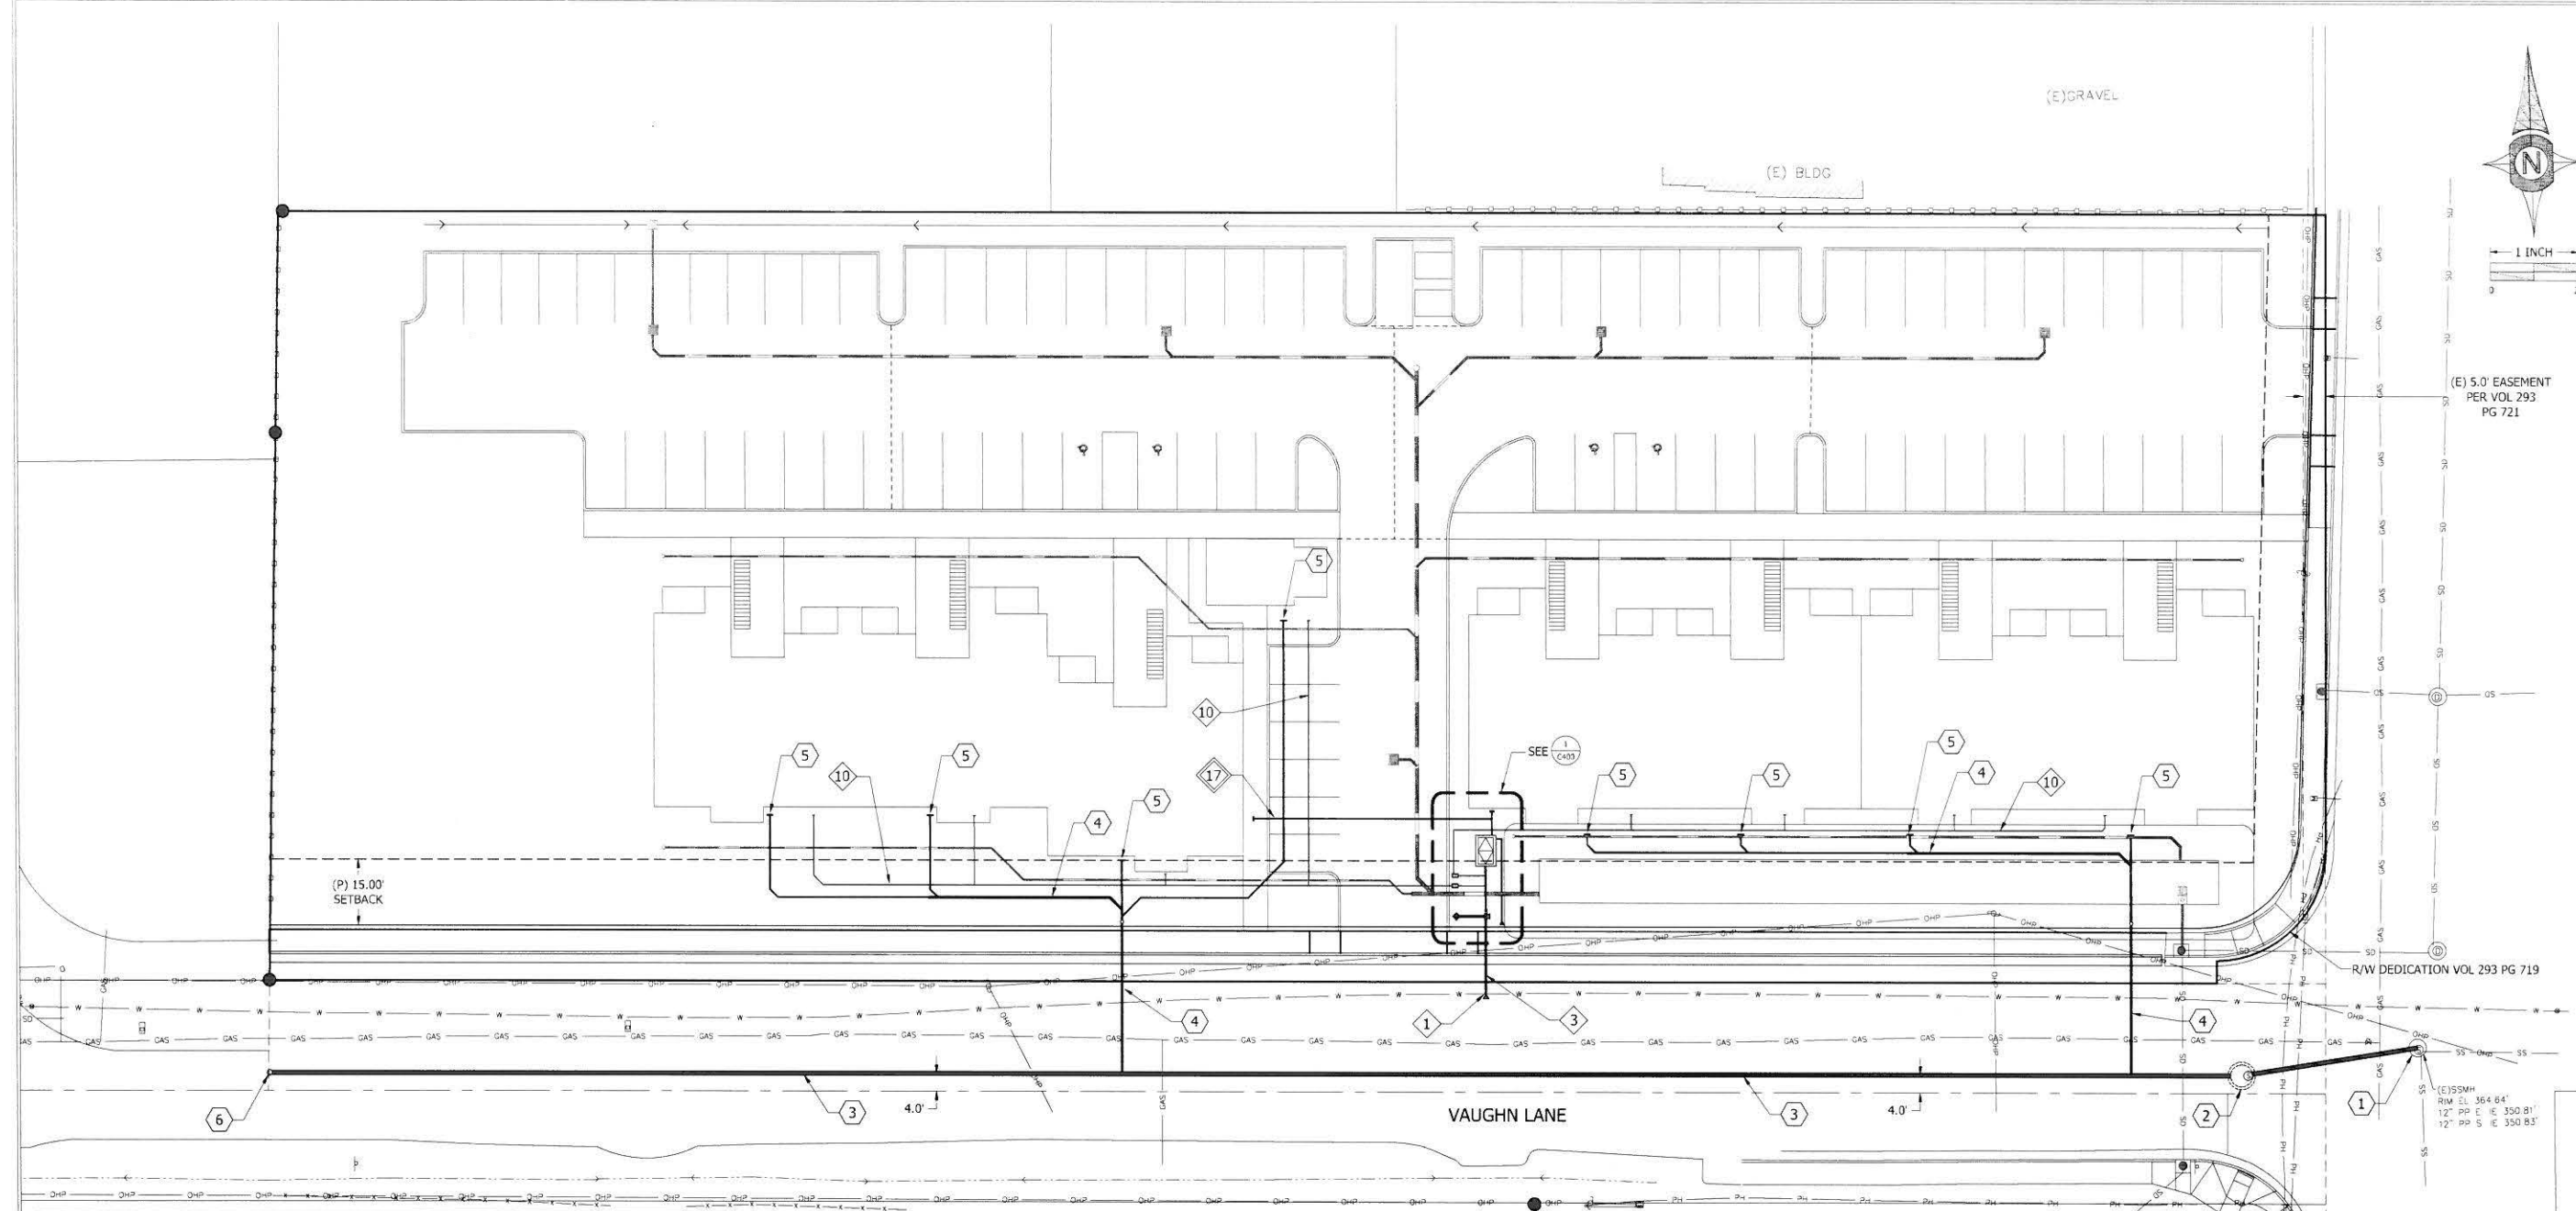 (E)GRAVEL
(E) BLDG
N
1 INCH
0
(E) 5.0' EASEMENT
PER VOL 293
PG 721
5
10
SEE 1
C403
17
5
10
5
5
4
5
5
5
4
10
5
(P) 15.00'
SETBACK
R/W DEDICATION VOL 293 PG 719
OHP
W
GAS
SD
SS
PH
4
1
3
4
6
3
4.0'
VAUGHN LANE
3
4.0'
2
1
(E)SSMH
RIM EL 364.64'
12" PP E IE 350.81'
12" PP S IE 350.83'